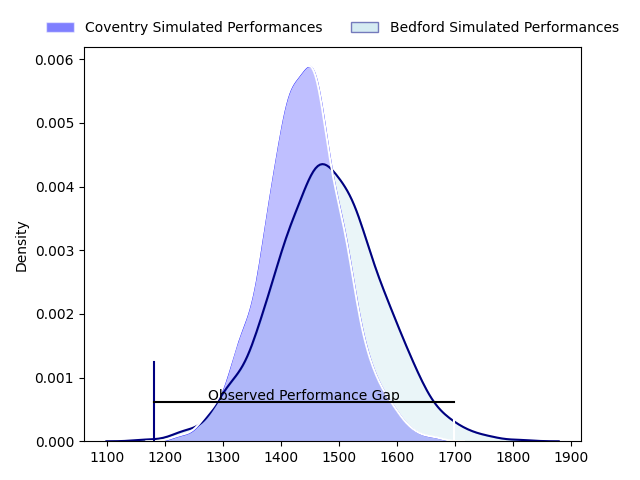 Coventry Simulated Performances Bedford Simulated Performances
0.006
0.005
0.004
0.003
0.002
0.001
0.000
Density
Observed Performance Gap
1100 1200 1300 1400 1500 1600 1700 1800 1900